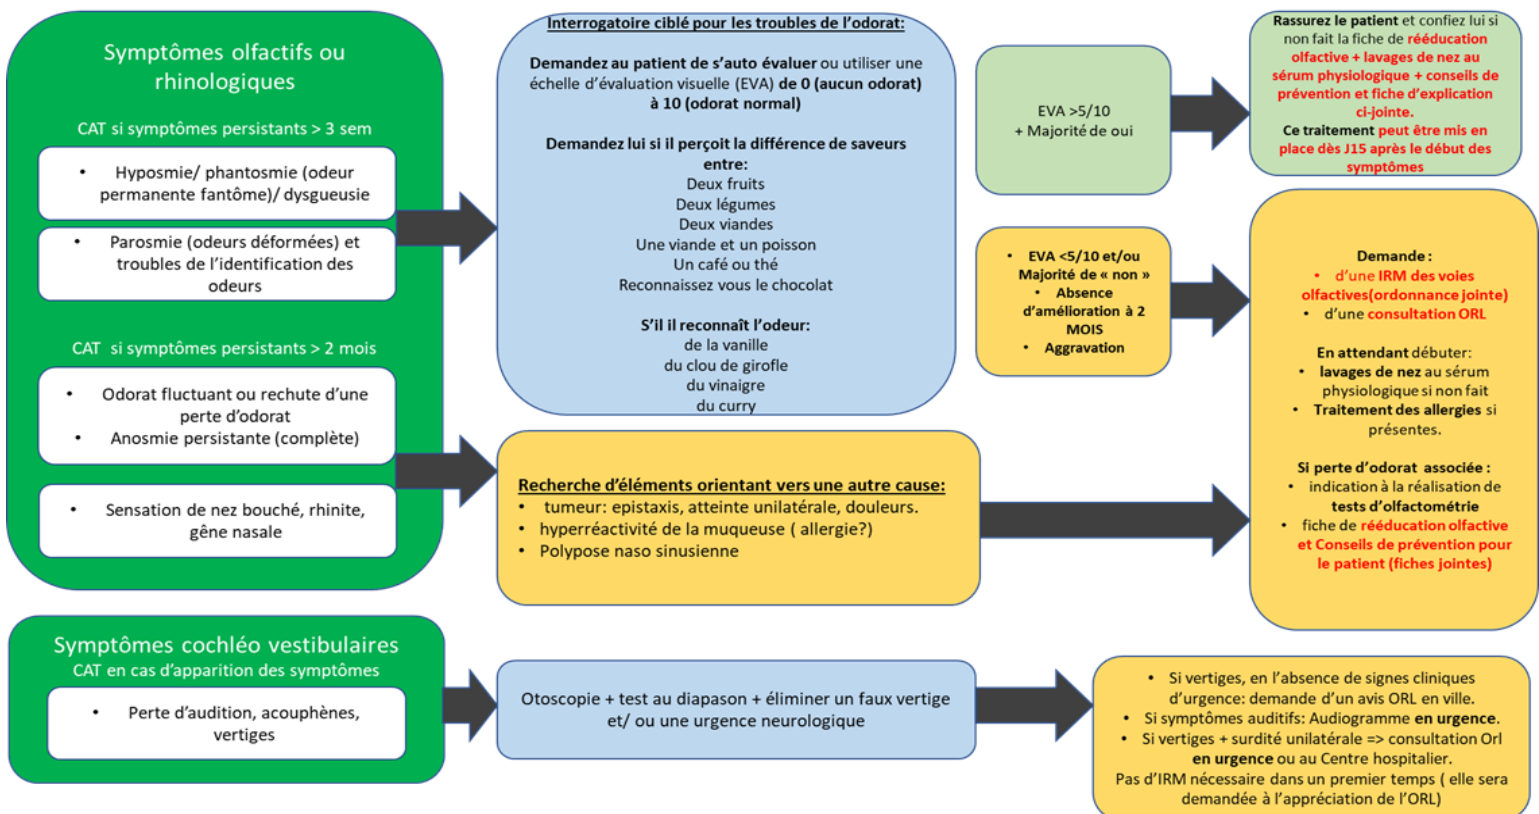 Symptômes olfactifs ou
rhinologiques
CAT si symptômes persistants > 3 sem
• Hyposmie/ phantosmie (odeur
permanente fantôme)/ dysgueusie
• Parosmie (odeurs déformées) et
troubles de l'identification des
odeurs
CAT si symptômes persistants > 2 mois
• Odorat fluctuant ou rechute d'une
perte d'odorat
• Anosmie persistante (complète)
• Sensation de nez bouché, rhinite,
gêne nasale
Interrogatoire ciblé pour les troubles de l'odorat:
Demandez au patient de s'auto évaluer ou utiliser une
échelle d'évaluation visuelle (EVA) de 0 (aucun odorat)
à 10 (odorat normal)
Demandez lui si il perçoit la différence de saveurs
entre:
Deux fruits
Deux légumes
Deux viandes
Une viande et un poisson
Un café ou thé
Reconnaissez vous le chocolat
S'il il reconnaît l'odeur:
de la vanille
du clou de girofle
du vinaigre
du curry
EVA >5/10
+ Majorité de oui
Rassurez le patient et confiez lui si
non fait la fiche de rééducation
olfactive + lavages de nez au
sérum physiologique + conseils de
prévention et fiche d'explication
ci-jointe.
Ce traitement peut être mis en
place dès J15 après le début des
symptômes
• EVA <5/10 et/ou
Majorité de « non »
• Absence
d'amélioration à 2
MOIS
• Aggravation
Recherche d'éléments orientant vers une autre cause:
• tumeur: epistaxis, atteinte unilatérale, douleurs.
• hyperréactivité de la muqueuse ( allergie?)
• Polypose naso sinusienne
Demande :
• d'une IRM des voies
olfactives(ordonnance jointe)
• d'une consultation ORL
En attendant débuter:
• lavages de nez au sérum
physiologique si non fait
• Traitement des allergies si
présentes.
Si perte d'odorat associée :
• indication à la réalisation de
tests d'olfactométrie
• fiche de rééducation olfactive
et Conseils de prévention pour
le patient (fiches jointes)
Symptômes cochléo vestibulaires
CAT en cas d'apparition des symptômes
• Perte d'audition, acouphènes,
vertiges
Otoscopie + test au diapason + éliminer un faux vertige
et/ ou une urgence neurologique
• Si vertiges, en l'absence de signes cliniques
d'urgence: demande d'un avis ORL en ville.
• Si symptômes auditifs: Audiogramme en urgence.
• Si vertiges + surdité unilatérale => consultation Orl
en urgence ou au Centre hospitalier.
Pas d'IRM nécessaire dans un premier temps ( elle sera
demandée à l'appréciation de l'ORL)